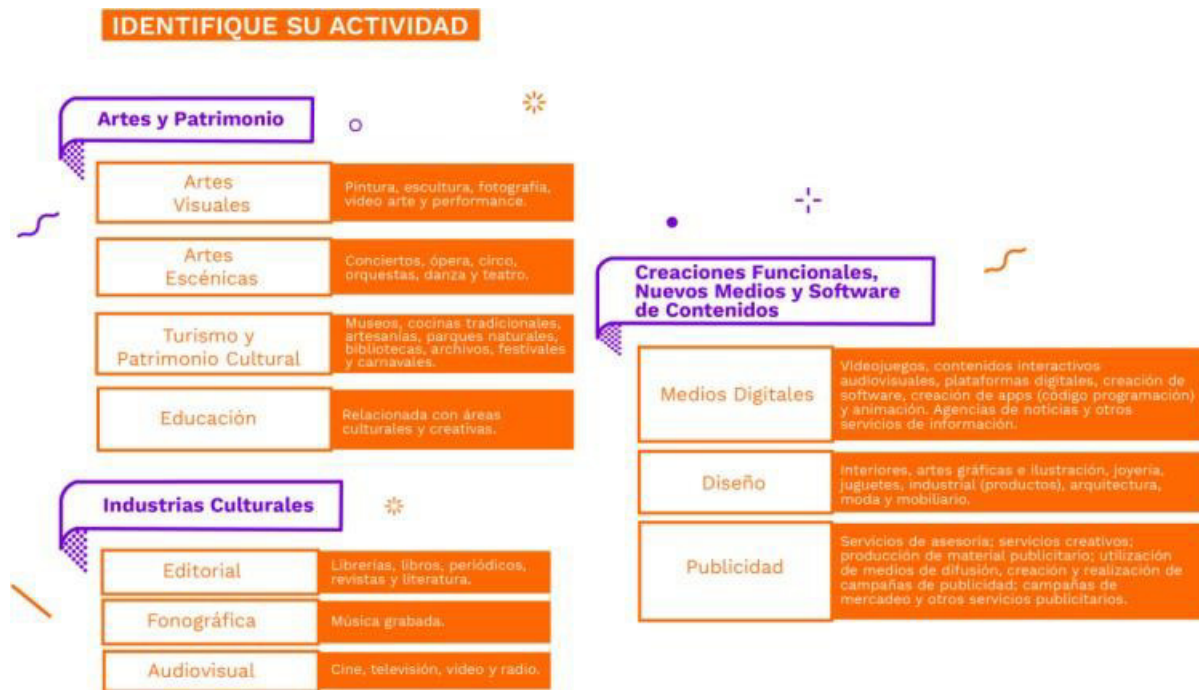 IDENTIFIQUE SU ACTIVIDAD
Artes y Patrimonio
Artes
Visuales
Pintura, escultura, fotografía,
video arte y performance.
Artes
Escénicas
Conciertos, ópera, circo,
orquestas, danza y teatro.
Turismo y
Patrimonio Cultural
Museos, cocinas tradicionales,
artesanías, parques naturales,
bibliotecas, archivos, festivales
y carnavales.
Educación
Relacionada con áreas
culturales y creativas.
Industrias Culturales
Editorial
Librerías, libros, periódicos,
revistas y literatura.
Fonográfica
Música grabada.
Audiovisual
Cine, televisión, video y radio.
Creaciones Funcionales,
Nuevos Medios y Software
de Contenidos
Medios Digitales
Videojuegos, contenidos interactivos
audiovisuales, plataformas digitales, creación de
software, creación de apps (código programación)
y animación. Agencias de noticias y otros
servicios de información.
Diseño
Interiores, artes gráficas e ilustración, joyería,
juguetes, industrial (productos), arquitectura,
moda y mobiliario.
Publicidad
Servicios de asesoría; servicios creativos;
producción de material publicitario; utilización
de medios de difusión, creación y realización de
campañas de publicidad; campañas de
mercadeo y otros servicios publicitarios.